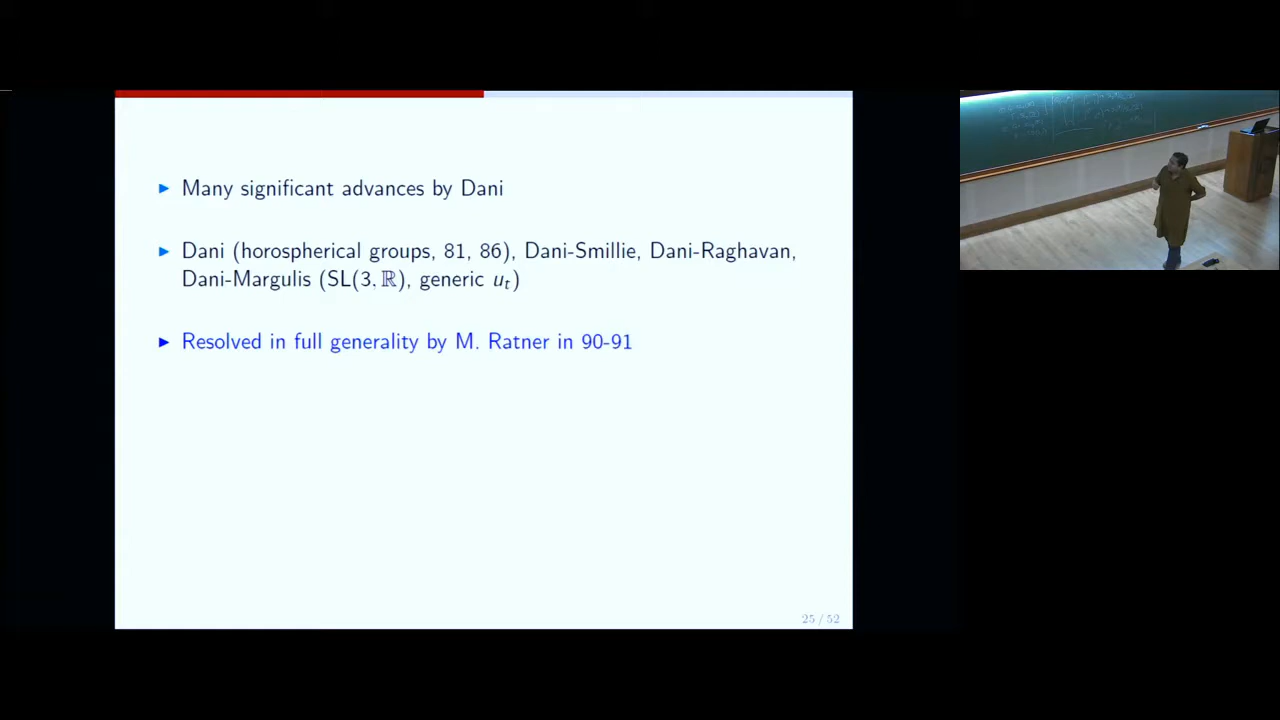 ▶ Many significant advances by Dani
▶ Dani (horospherical groups, 81, 86), Dani-Smillie, Dani-Raghavan,
Dani-Margulis (SL(3, ℝ), generic u_t)
▶ Resolved in full generality by M. Ratner in 90-91
25 / 52